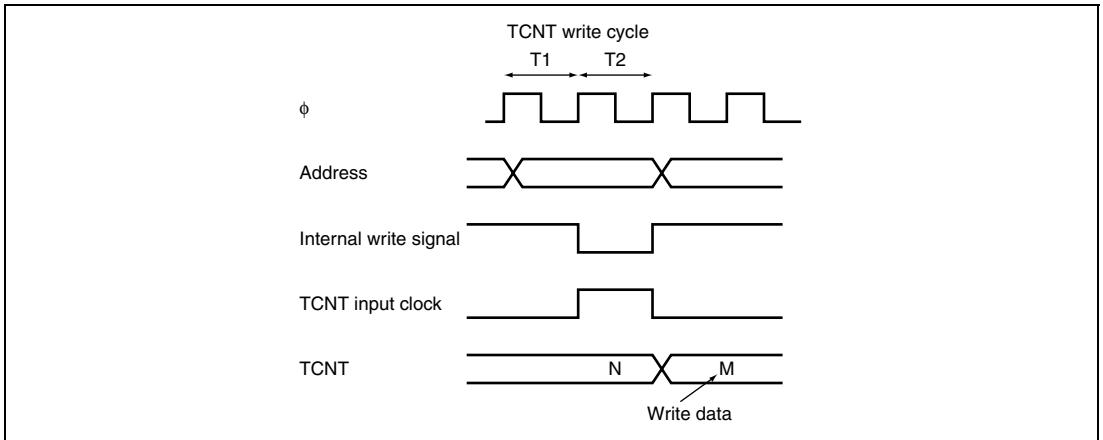 TCNT write cycle
T1 T2
ϕ
Address
Internal write signal
TCNT input clock
TCNT N M
Write data